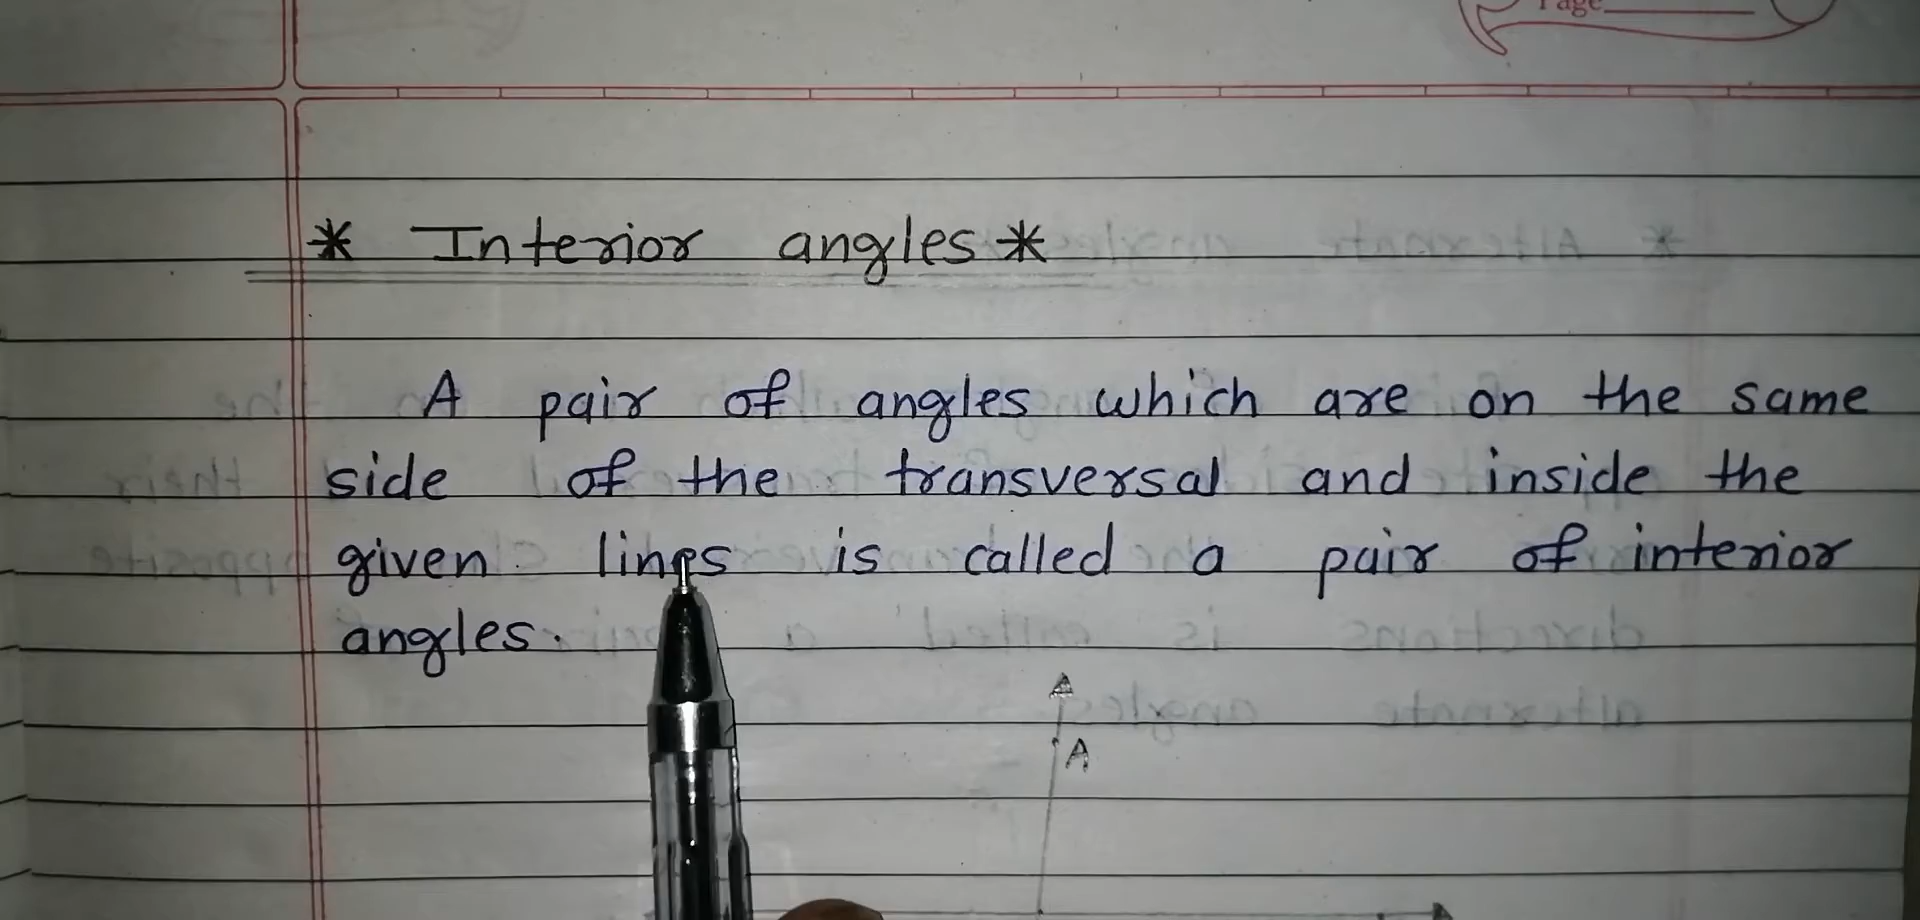 Page
* Interior angles *
A pair of angles which are on the same
side of the transversal and inside the
given lines is called a pair of interior
angles.
A